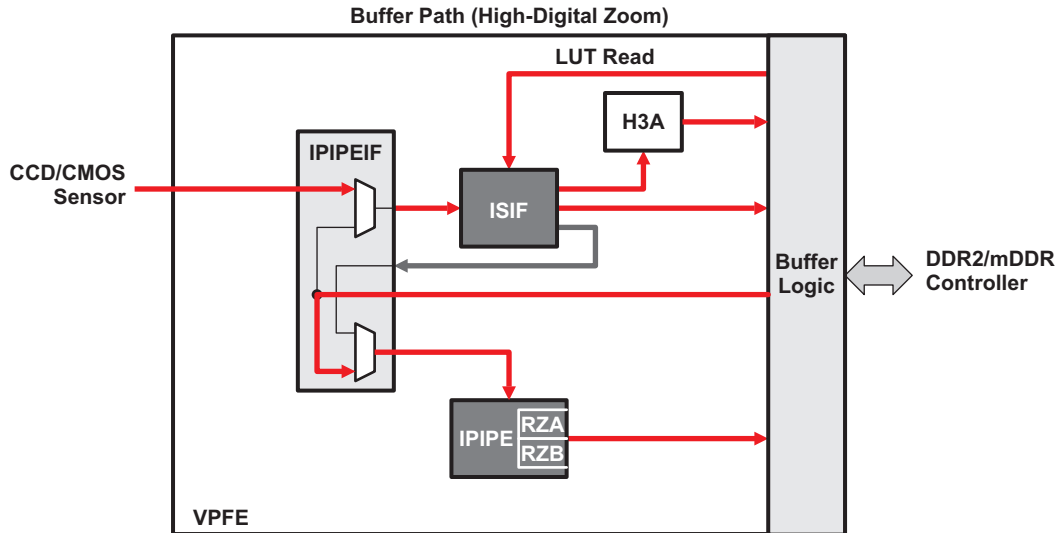 Buffer Path (High-Digital Zoom)
LUT Read
H3A
IPIPEIF
CCD/CMOS
Sensor
ISIF
Buffer
Logic
DDR2/mDDR
Controller
IPIPE
RZA
RZB
VPFE